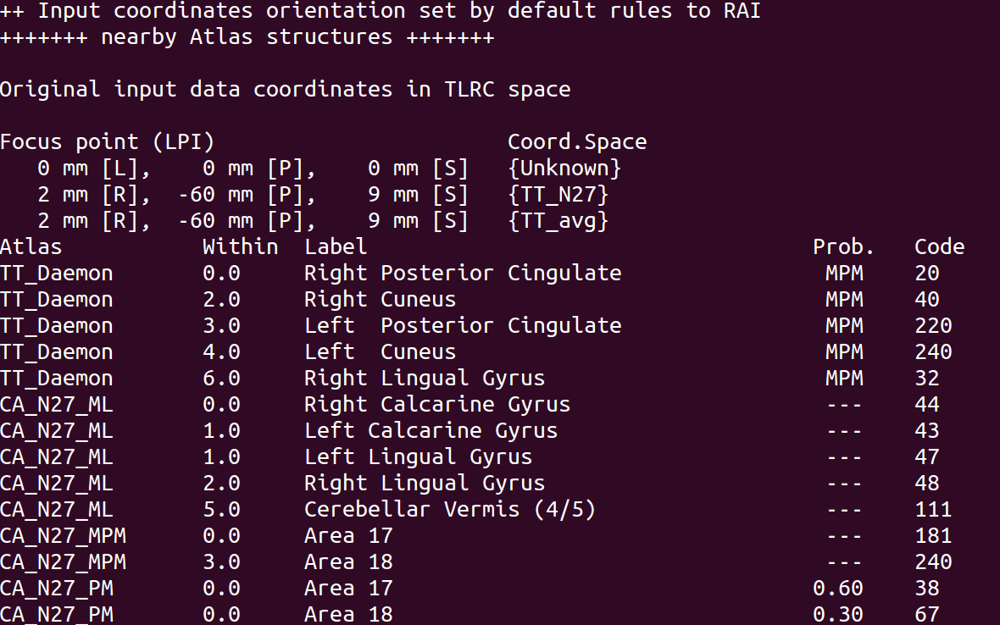 ++ Input coordinates orientation set by default rules to RAI
+++++++ nearby Atlas structures +++++++
Original input data coordinates in TLRC space
Focus point (LPI)                       Coord.Space
   0 mm [L],    0 mm [P],    0 mm [S]   {Unknown}
   2 mm [R],  -60 mm [P],    9 mm [S]   {TT_N27}
   2 mm [R],  -60 mm [P],    9 mm [S]   {TT_avg}
Atlas           Within  Label                                   Prob.   Code
TT_Daemon       0.0     Right Posterior Cingulate                MPM    20
TT_Daemon       2.0     Right Cuneus                             MPM    40
TT_Daemon       3.0     Left  Posterior Cingulate                MPM    220
TT_Daemon       4.0     Left  Cuneus                             MPM    240
TT_Daemon       6.0     Right Lingual Gyrus                      MPM    32
CA_N27_ML       0.0     Right Calcarine Gyrus                    ---    44
CA_N27_ML       1.0     Left Calcarine Gyrus                     ---    43
CA_N27_ML       1.0     Left Lingual Gyrus                       ---    47
CA_N27_ML       2.0     Right Lingual Gyrus                      ---    48
CA_N27_ML       5.0     Cerebellar Vermis (4/5)                  ---    111
CA_N27_MPM      0.0     Area 17                                  ---    181
CA_N27_MPM      3.0     Area 18                                  ---    240
CA_N27_PM       0.0     Area 17                                 0.60    38
CA_N27_PM       0.0     Area 18                                 0.30    67